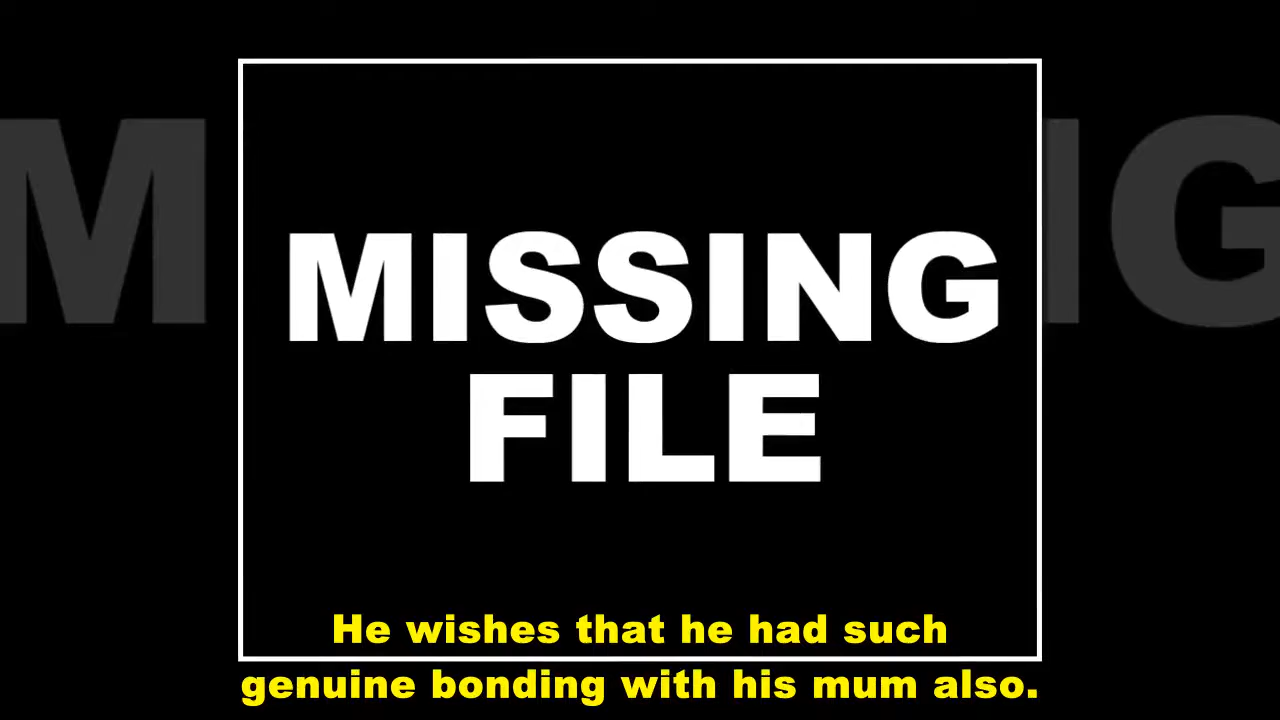 MISSING
FILE
He wishes that he had such
genuine bonding with his mum also.